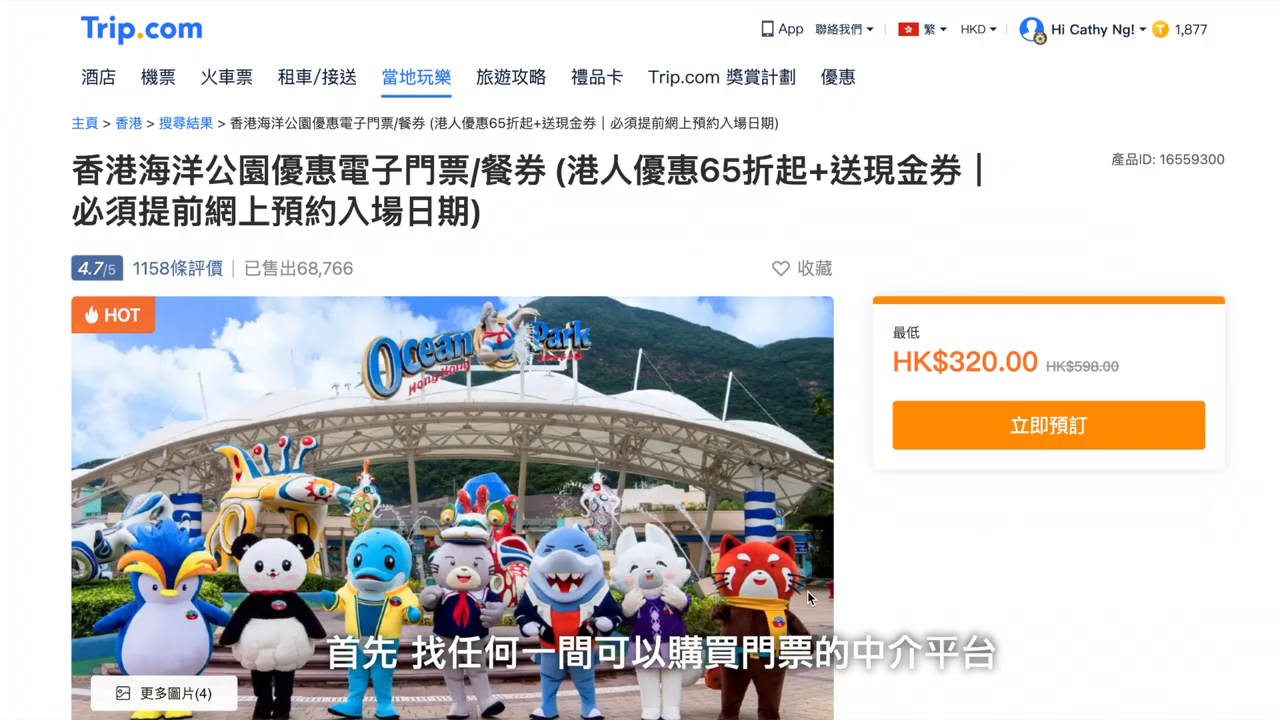 Trip.com
App 聯絡我們 繁 HKD Hi Cathy Ng! T 1,877
酒店 機票 火車票 租車/接送 當地玩樂 旅遊攻略 禮品卡 Trip.com 獎賞計劃 優惠
主頁 > 香港 > 搜尋結果 > 香港海洋公園優惠電子門票/餐券 (港人優惠65折起+送現金券｜必須提前網上預約入場日期)
香港海洋公園優惠電子門票/餐券 (港人優惠65折起+送現金券｜
必須提前網上預約入場日期)
產品ID: 16559300
4.7/5 1158條評價 已售出68,766
收藏
HOT
Ocean Park
Hong Kong
最低
HK$320.00 HK$598.00
立即預訂
首先 找任何一間可以購買門票的中介平台
更多圖片(4)